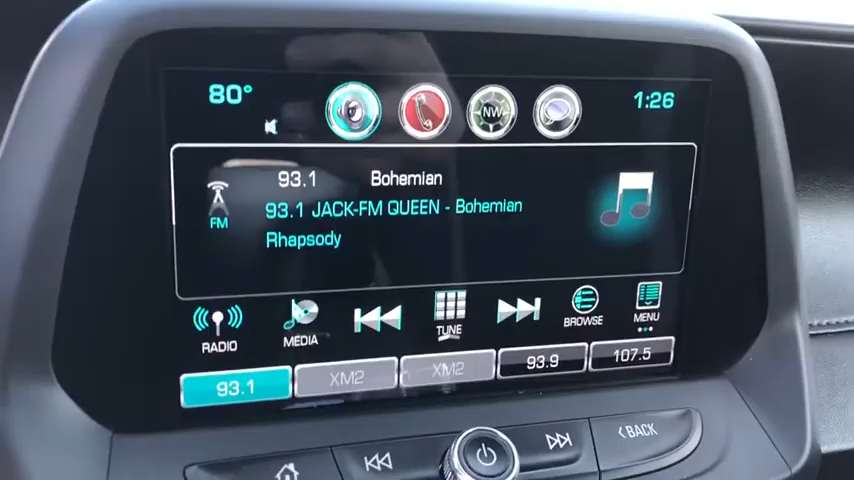 80°
NW
1:26
93.1 Bohemian
FM
93.1 JACK-FM QUEEN - Bohemian
Rhapsody
RADIO
MEDIA
TUNE
BROWSE
MENU
93.1
XM2
XM2
93.9
107.5
BACK